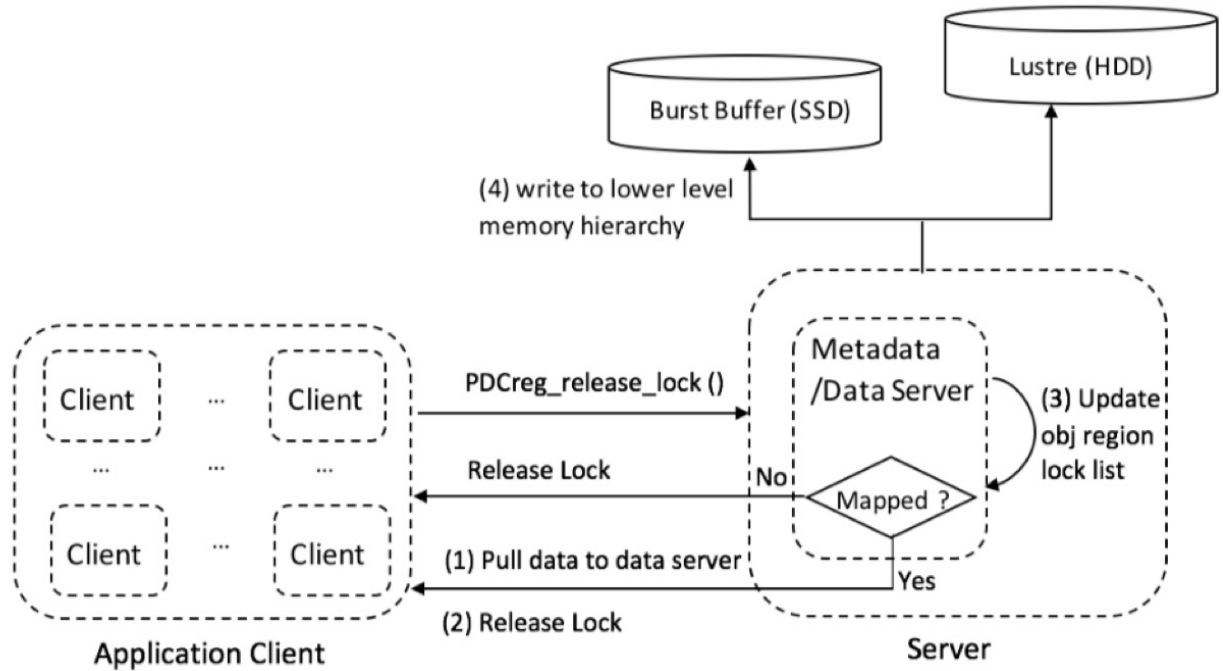 Lustre (HDD)
Burst Buffer (SSD)
(4) write to lower level
memory hierarchy
Metadata
/Data Server
(3) Update
obj region
lock list
Mapped ?
No
Yes
Client
...
Client
...
...
...
Client
...
Client
PDCreg_release_lock ()
Release Lock
(1) Pull data to data server
(2) Release Lock
Application Client
Server